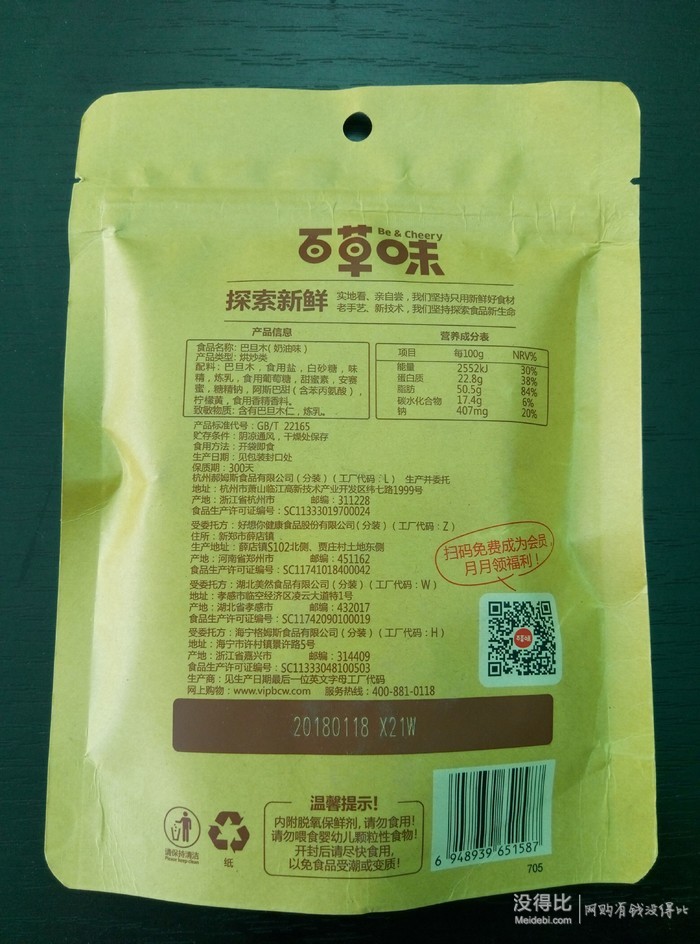 Be & Cheery
百草味
探索新鲜
实地看、亲自尝，我们坚持只用新鲜好食材
老手艺、新技术，我们坚持探索食品新生命
产品信息
食品名称：巴旦木(奶油味)
产品类型：烘炒类
配料：巴旦木，食用盐，白砂糖，味
精，炼乳，食用葡萄糖，甜蜜素，安赛
蜜，糖精钠，阿斯巴甜（含苯丙氨酸），
柠檬黄，食用香精香料。
致敏物质：含有巴旦木仁，炼乳。
营养成分表
项目 每100g NRV%
能量 2552kJ 30%
蛋白质 22.8g 38%
脂肪 50.5g 84%
碳水化合物 17.4g 6%
钠 407mg 20%
产品标准代号：GB/T 22165
贮存条件：阴凉通风，干燥处保存
食用方法：开袋即食
生产日期：见包装封口处
保质期：300天
杭州郝姆斯食品有限公司（分装）（工厂代码：L） 生产并委托
地址：杭州市萧山临江高新技术产业开发区纬七路1999号
产地：浙江省杭州市 邮编：311228
食品生产许可证编号：SC11333019700024
受委托方：好想你健康食品股份有限公司（分装）（工厂代码：Z）
住所：新郑市薛店镇
生产地址：薛店镇S102北侧、贾庄村土地东侧
产地：河南省郑州市 邮编：451162
食品生产许可证编号：SC11741018400042
受委托方：湖北美然食品有限公司（分装）（工厂代码：W）
地址：孝感市临空经济区凌云大道特1号
产地：湖北省孝感市 邮编：432017
食品生产许可证编号：SC11742090100019
受委托方：海宁格姆斯食品有限公司（分装）（工厂代码：H）
地址：海宁市许村镇景许路5号
产地：浙江省嘉兴市 邮编：314409
食品生产许可证编号：SC11333048100503
生产商：见生产日期最后一位英文字母工厂代码
网上购物：www.vipbcw.com 服务热线：400-881-0118
扫码免费成为会员，
月月领福利！
百草味
20180118 X21W
请保持清洁
Please keep clean
纸
温馨提示！
内附脱氧保鲜剂，请勿食用！
请勿喂食婴幼儿颗粒性食物！
开封后请尽快食用，
以免食品受潮或变质！
6 948939 651587
705
没得比
Meidebi.com
网购有钱没得比